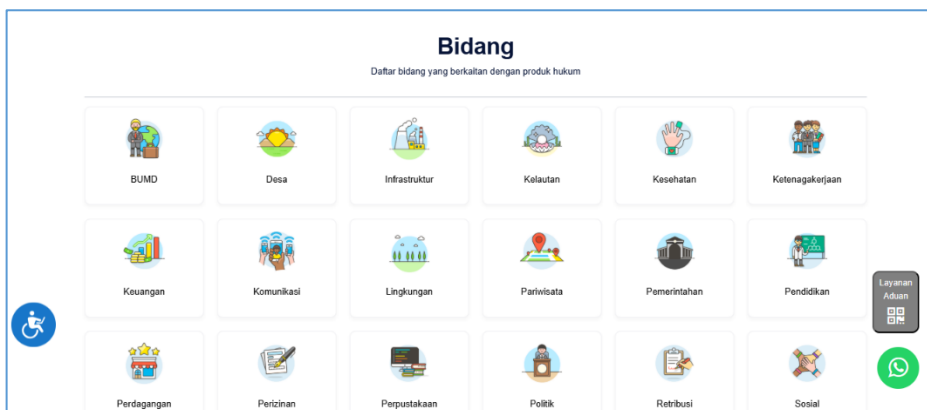 Bidang
Daftar bidang yang berkaitan dengan produk hukum
BUMD
Desa
Infrastruktur
Kelautan
Kesehatan
Ketenagakerjaan
Keuangan
Komunikasi
Lingkungan
Pariwisata
Pemerintahan
Pendidikan
Layanan
Aduan
Perdagangan
Perizinan
Perpustakaan
Politik
Retribusi
Sosial